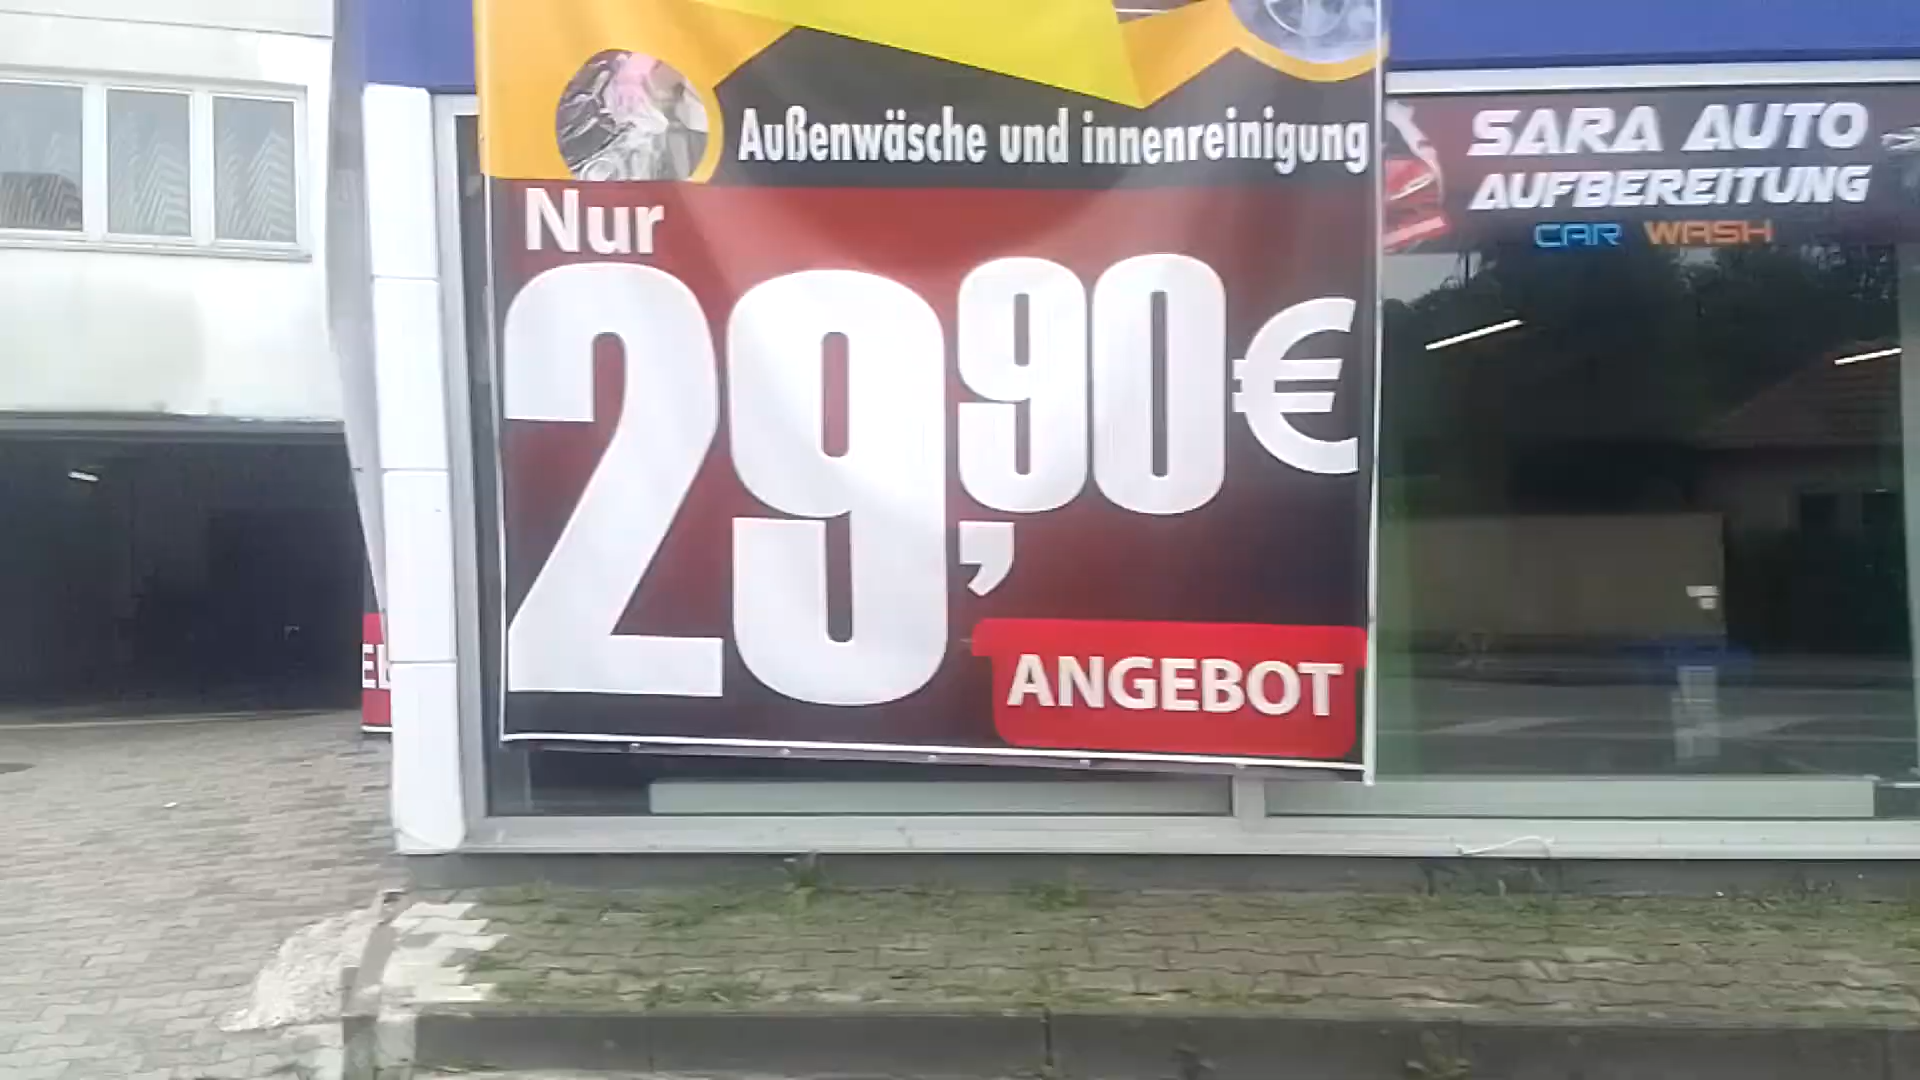 Außenwäsche und innenreinigung
Nur
29,90€
ANGEBOT
SARA AUTO
AUFBEREITUNG
CAR WASH